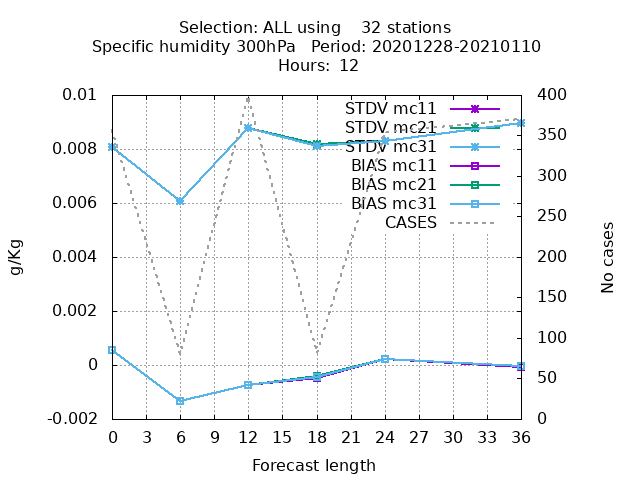 Selection: ALL using    32 stations
Specific humidity 300hPa   Period: 20201228-20210110
Hours:  12
0.01
0.008
0.006
0.004
0.002
0
-0.002
g/Kg
STDV mc11
STDV mc21
STDV mc31
BIAS mc11
BIAS mc21
BIAS mc31
CASES
400
350
300
250
200
150
100
50
0
No cases
0 3 6 9 12 15 18 21 24 27 30 33 36
Forecast length